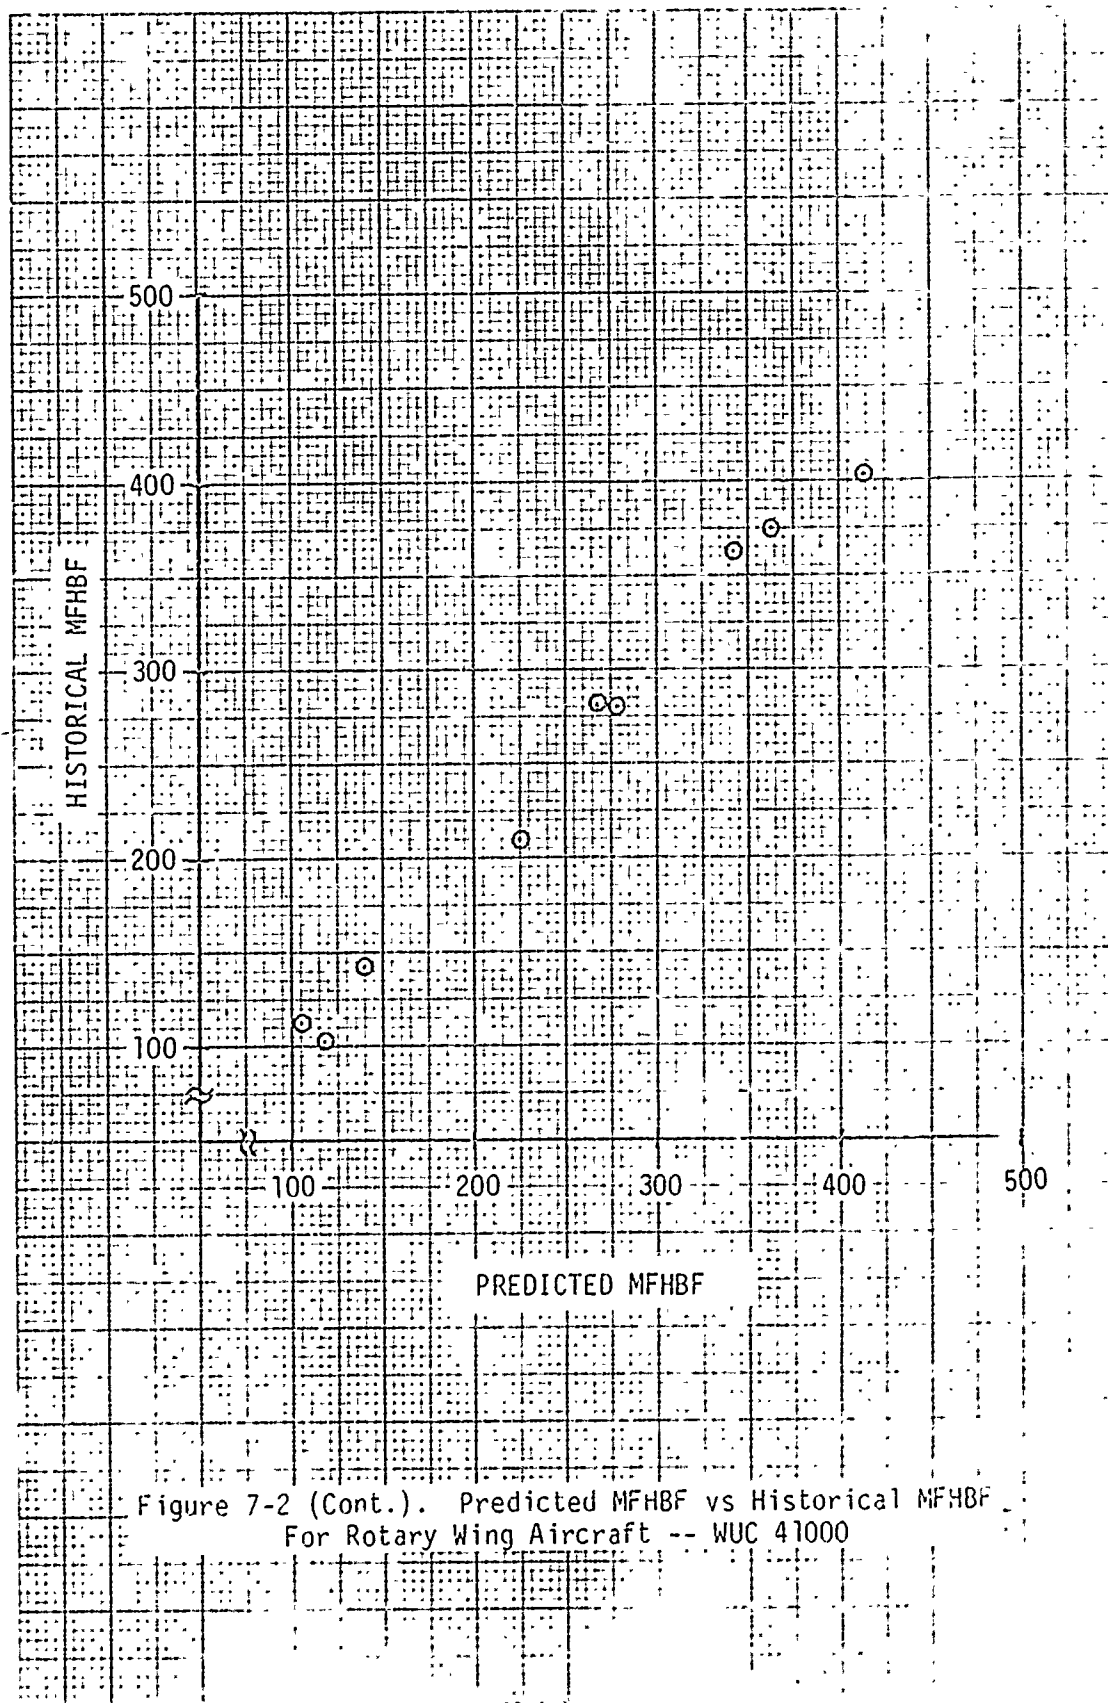 500
400
300
200
100
HISTORICAL MFHBF
100 200 300 400 500
PREDICTED MFHBF
Figure 7-2 (Cont.). Predicted MFHBF vs Historical MFHBF
For Rotary Wing Aircraft -- WUC 41000